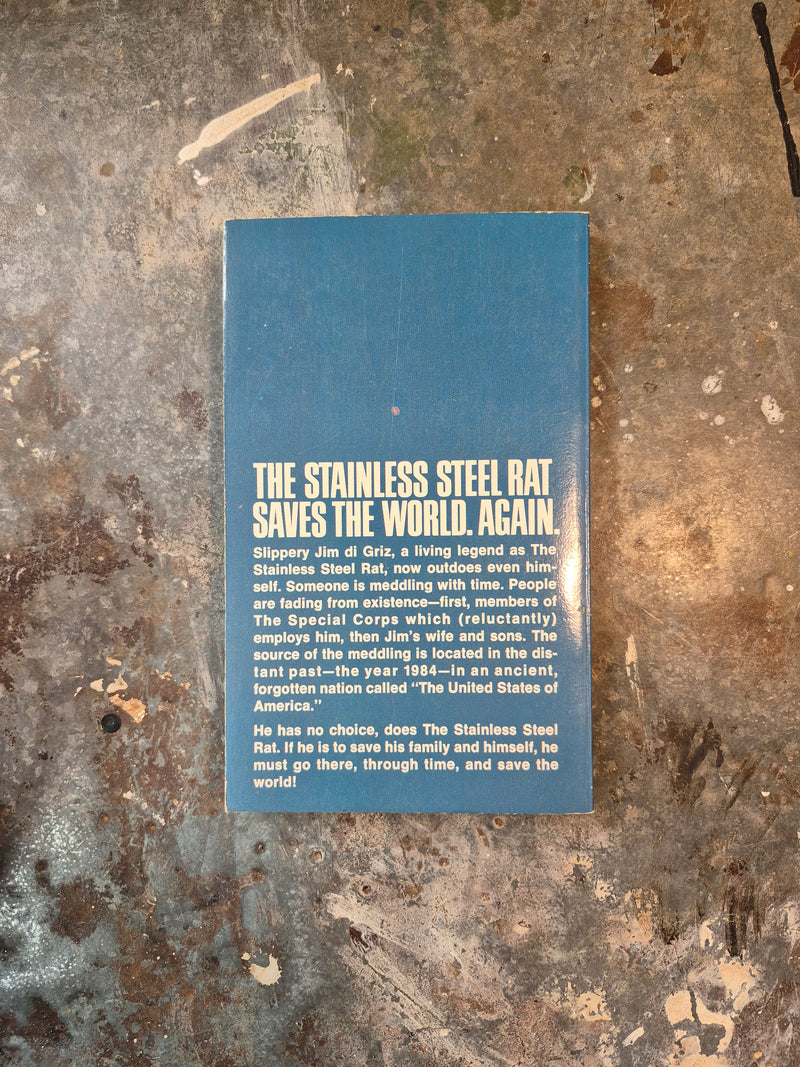 THE STAINLESS STEEL RAT
SAVES THE WORLD. AGAIN.
Slippery Jim di Griz, a living legend as The
Stainless Steel Rat, now outdoes even him-
self. Someone is meddling with time. People
are fading from existence—first, members of
The Special Corps which (reluctantly)
employs him, then Jim's wife and sons. The
source of the meddling is located in the dis-
tant past—the year 1984—in an ancient,
forgotten nation called "The United States of
America."
He has no choice, does The Stainless Steel
Rat. If he is to save his family and himself, he
must go there, through time, and save the
world!